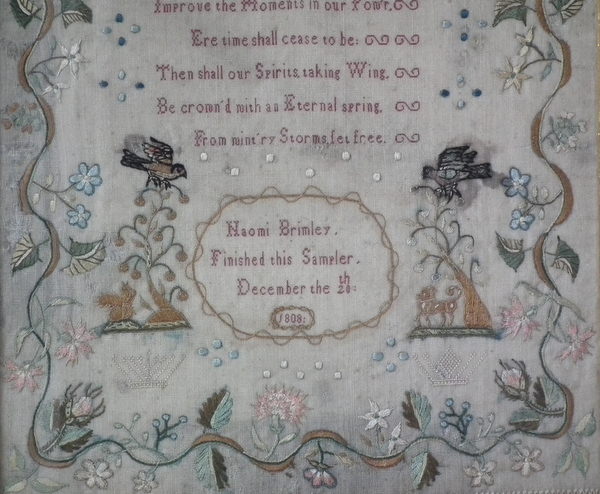 Improve the Moments in our Pow'r,
Ere time shall cease to be:
Then shall our Spirits, taking Wing,
Be crown'd with an Eternal spring,
From wint'ry Storms, set free.
Naomi Brimley.
Finished this Sampler.
December the 20th:
1808: